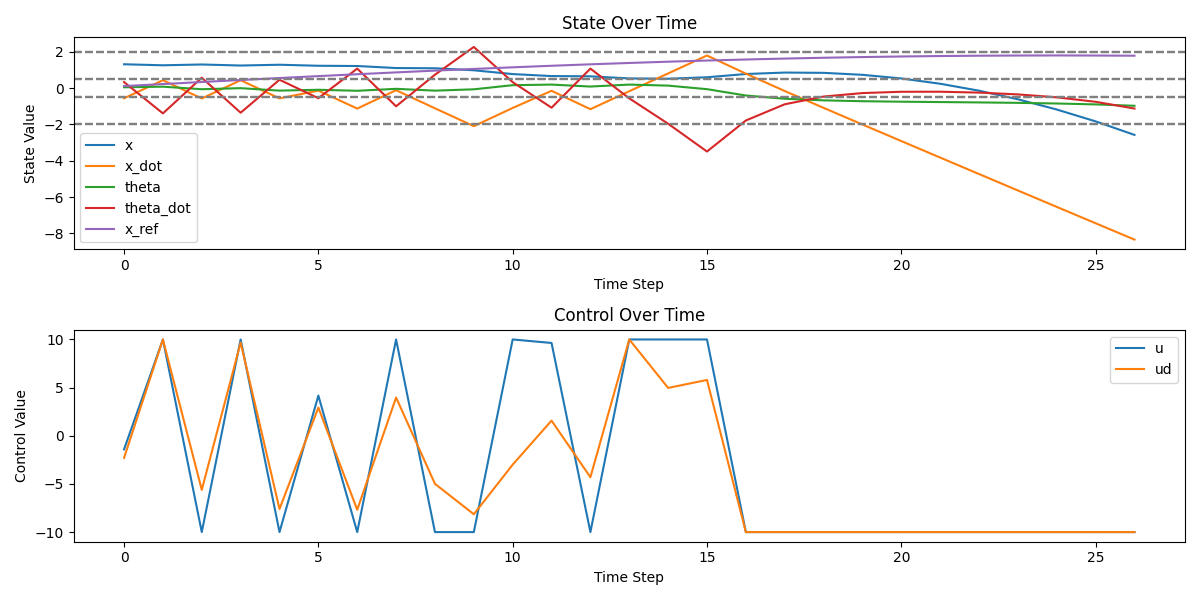 State Over Time
State Value
2
0
−2
−4
−6
−8
x
x_dot
theta
theta_dot
x_ref
0
5
10
15
20
25
Time Step
Control Over Time
Control Value
10
5
0
−5
−10
u
ud
0
5
10
15
20
25
Time Step